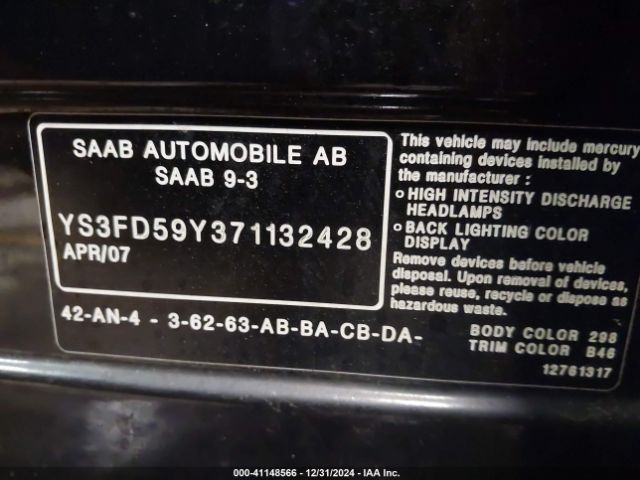 SAAB AUTOMOBILE AB
SAAB 9-3
YS3FD59Y371132428
APR/07
42-AN-4 - 3-62-63-AB-BA-CB-DA-
This vehicle may include mercury
containing devices installed by
the manufacturer :
o HIGH INTENSITY DISCHARGE
HEADLAMPS
o BACK LIGHTING COLOR
DISPLAY
Remove devices before vehicle
disposal. Upon removal of devices,
please reuse, recycle or dispose as
hazardous waste.
BODY COLOR 298
TRIM COLOR B46
12761317
000-41148566 - 12/31/2024 - IAA Inc.